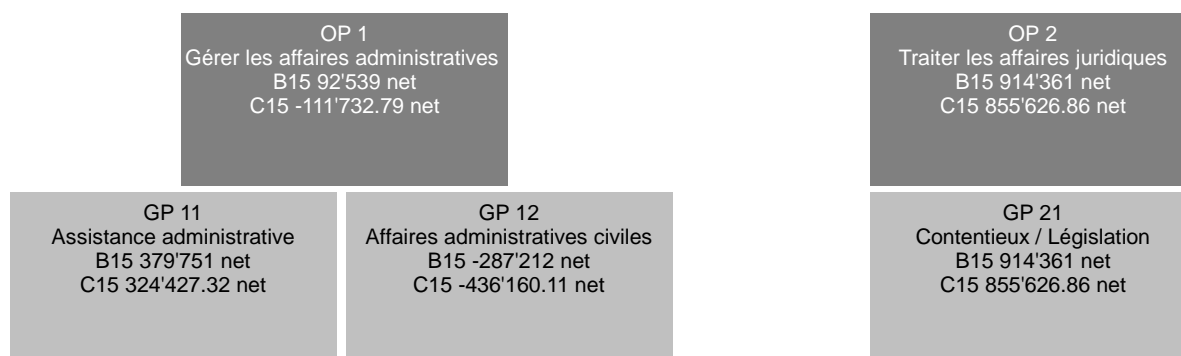 OP 1
Gérer les affaires administratives
B15 92'539 net
C15 -111'732.79 net
OP 2
Traiter les affaires juridiques
B15 914'361 net
C15 855'626.86 net
GP 11
Assistance administrative
B15 379'751 net
C15 324'427.32 net
GP 12
Affaires administratives civiles
B15 -287'212 net
C15 -436'160.11 net
GP 21
Contentieux / Législation
B15 914'361 net
C15 855'626.86 net